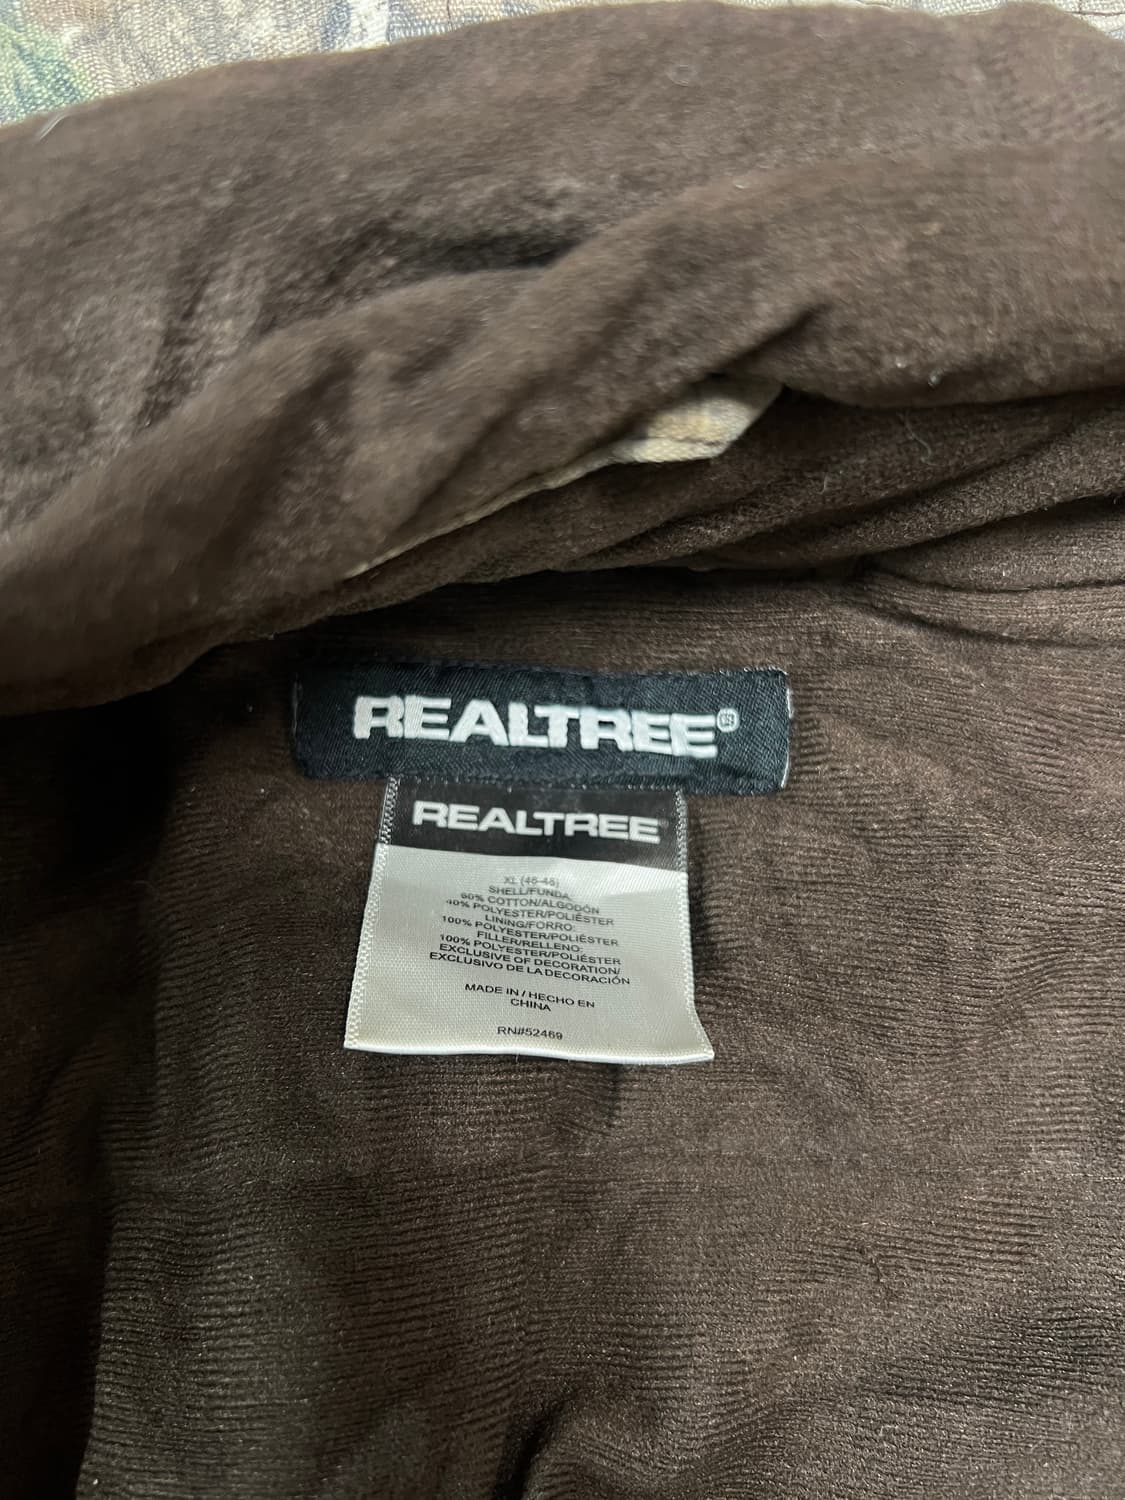 REALTREE®
REALTREE
XL (46-48)
SHELL/FUNDA:
60% COTTON/ALGODÓN
40% POLYESTER/POLIÉSTER
LINING/FORRO:
100% POLYESTER/POLIÉSTER
FILLER/RELLENO:
100% POLYESTER/POLIÉSTER
EXCLUSIVE OF DECORATION/
EXCLUSIVO DE LA DECORACIÓN
MADE IN / HECHO EN
CHINA
RN#52469